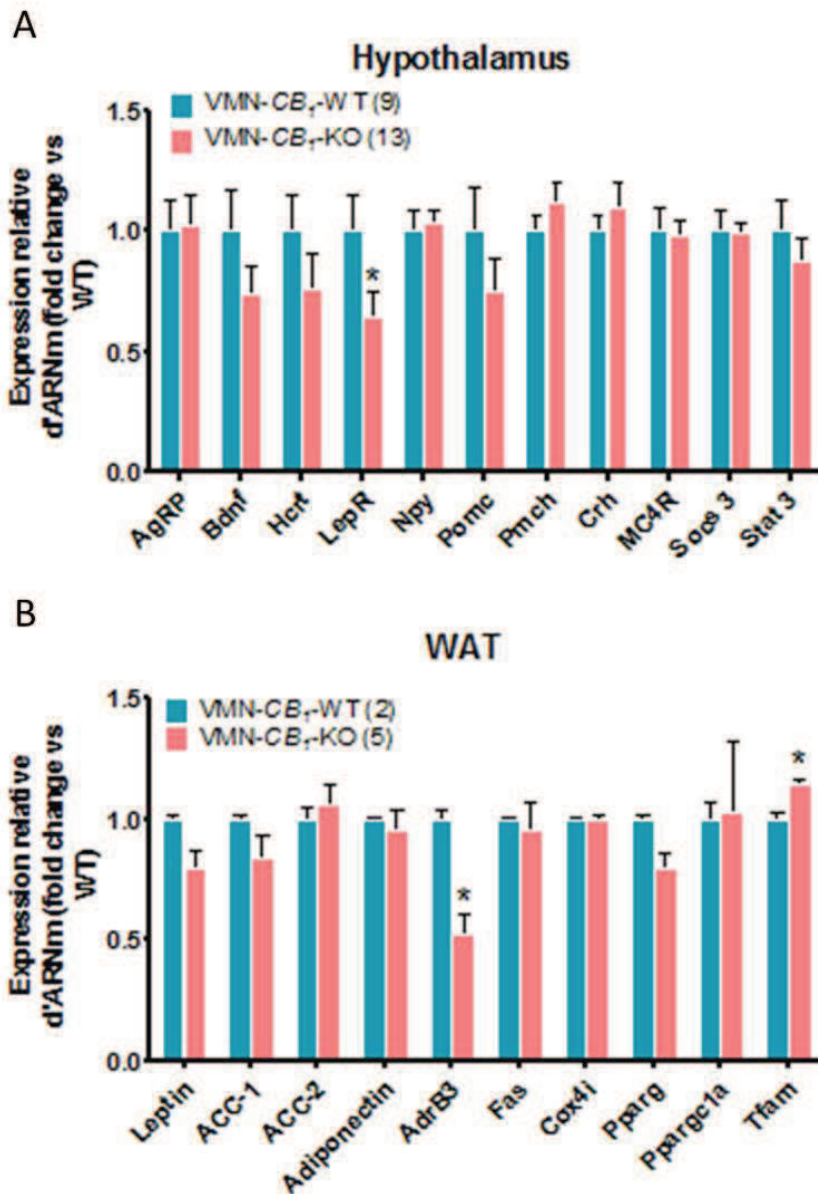 A
Hypothalamus
VMN-CB₁-WT (9)
VMN-CB₁-KO (13)
Expression relative
d'ARNm (fold change vs
WT)
1.5
1.0
0.5
0.0
*
AgRP
Bdnf
Hcrt
LepR
Npy
Pomc
Pmch
Crh
MC4R
Socs 3
Stat 3
B
WAT
VMN-CB₁-WT (2)
VMN-CB₁-KO (5)
Expression relative
d'ARNm (fold change vs
WT)
1.5
1.0
0.5
0.0
*
*
Leptin
ACC-1
ACC-2
Adiponectin
AdrB3
Fas
Cox4i
Pparg
Ppargc1a
Tfam